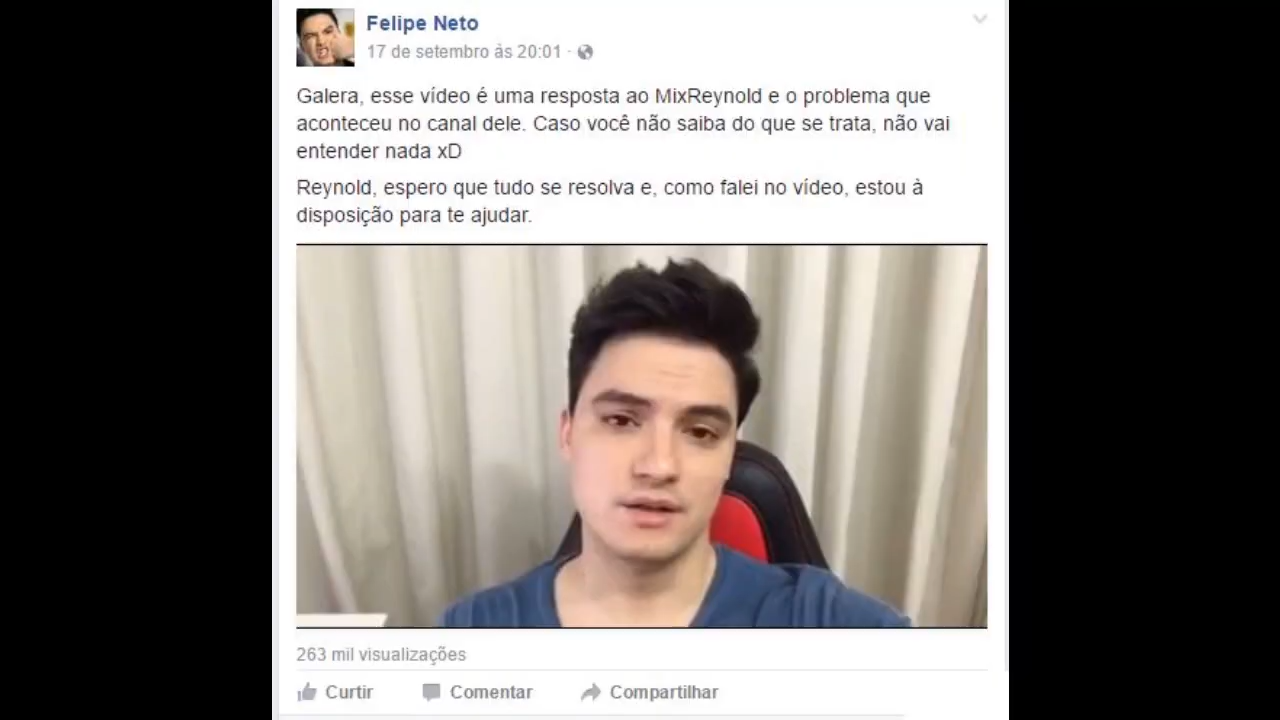 Felipe Neto
17 de setembro às 20:01 ·
Galera, esse vídeo é uma resposta ao MixReynold e o problema que
aconteceu no canal dele. Caso você não saiba do que se trata, não vai
entender nada xD
Reynold, espero que tudo se resolva e, como falei no vídeo, estou à
disposição para te ajudar.
263 mil visualizações
Curtir Comentar Compartilhar